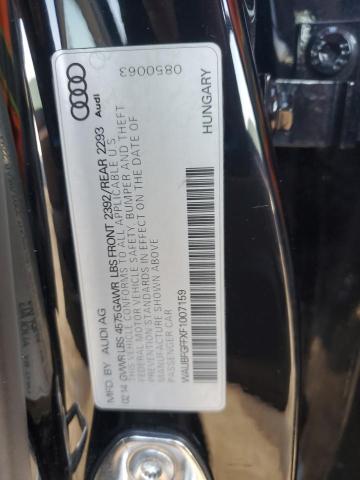 Audi
0850063
HUNGARY
MFD. BY AUDI AG
02.14 GVWR LBS 4575 GAWR LBS FRONT 2392/REAR 2293
THIS VEHICLE CONFORMS TO ALL APPLICABLE U.S.
FEDERAL MOTOR VEHICLE SAFETY, BUMPER AND THEFT
PREVENTION STANDARDS IN EFFECT ON THE DATE OF
MANUFACTURE SHOWN ABOVE
PASSENGER CAR
WAUBFGFFXF1007159